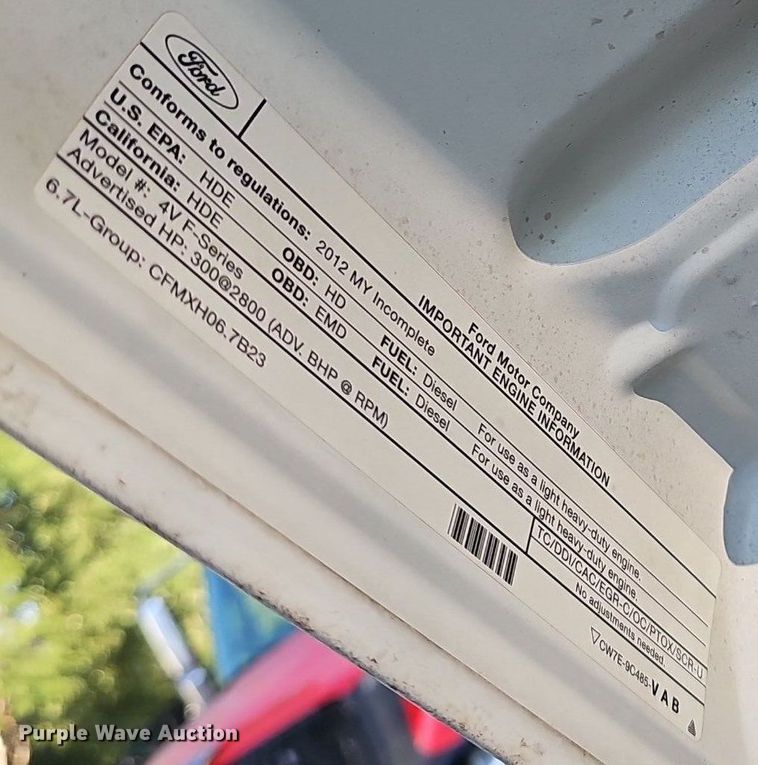 Ford
Ford Motor Company
IMPORTANT ENGINE INFORMATION
Conforms to regulations: 2012 MY Incomplete
U.S. EPA: HDE OBD: HD FUEL: Diesel For use as a light heavy-duty engine.
California: HDE OBD: EMD FUEL: Diesel For use as a light heavy-duty engine.
Model #: 4V F-Series TC/DDI/CAC/EGR-C/OC/PTOX/SCR-U
Advertised HP: 300@2800 (ADV. BHP @ RPM) No adjustments needed.
6.7L-Group: CFMXH06.7B23
CW7E-9C485-VAB
Purple Wave Auction